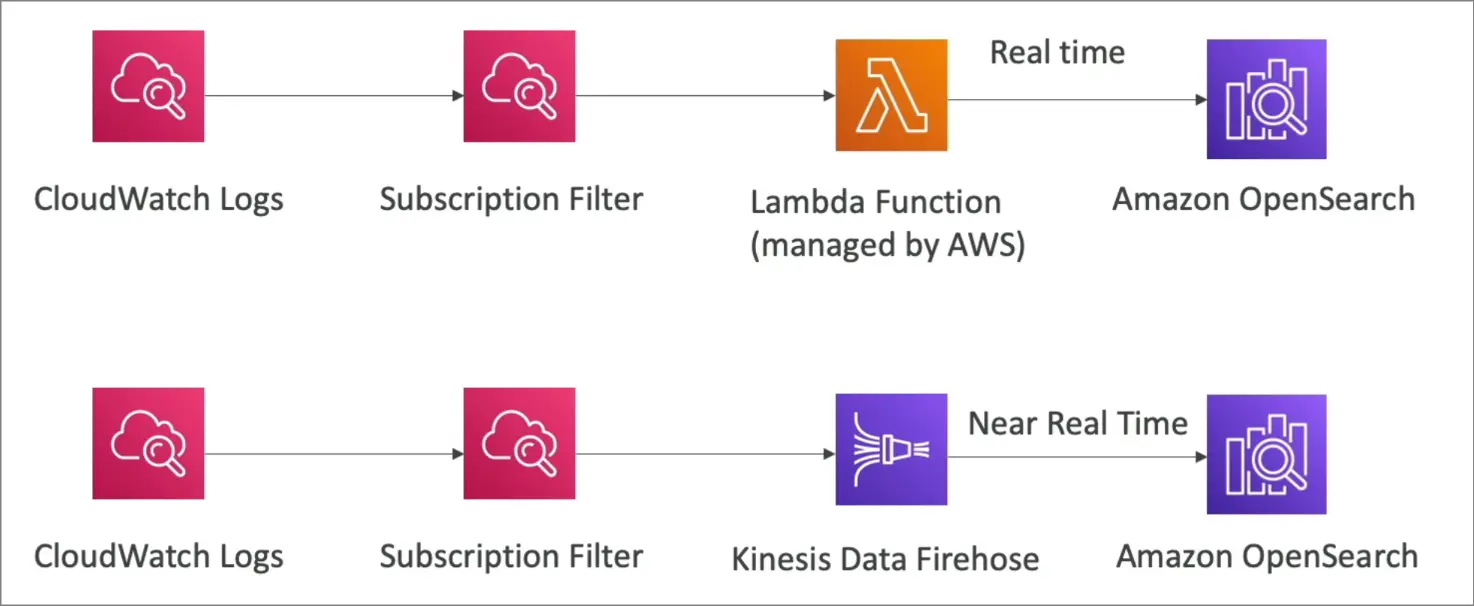 Real time
CloudWatch Logs
Subscription Filter
Lambda Function
(managed by AWS)
Amazon OpenSearch
Near Real Time
CloudWatch Logs
Subscription Filter
Kinesis Data Firehose
Amazon OpenSearch